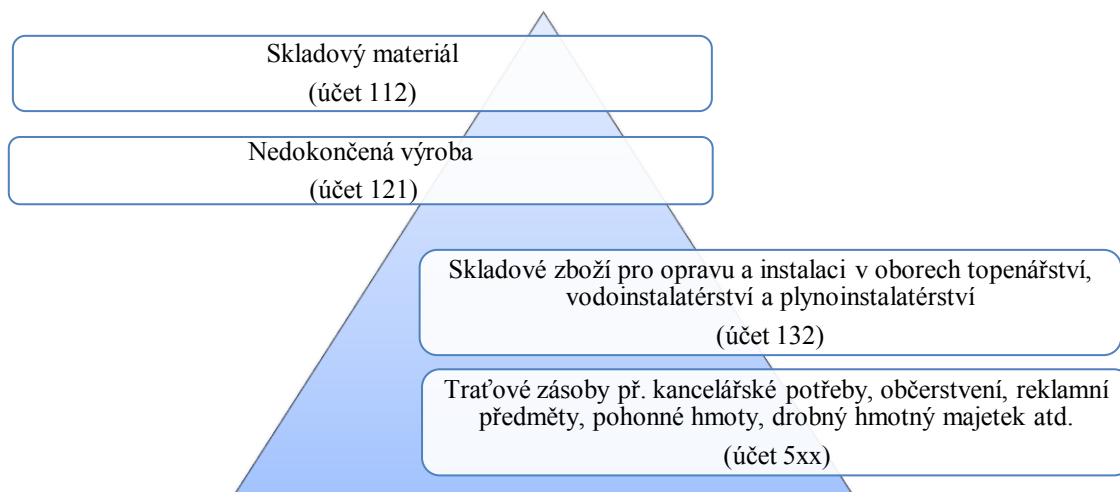 Skladový materiál
(účet 112)
Nedokončená výroba
(účet 121)
Skladové zboží pro opravu a instalaci v oborech topenářství,
vodoinstalatérství a plynoinstalatérství
(účet 132)
Traťové zásoby př. kancelářské potřeby, občerstvení, reklamní
předměty, pohonné hmoty, drobný hmotný majetek atd.
(účet 5xx)